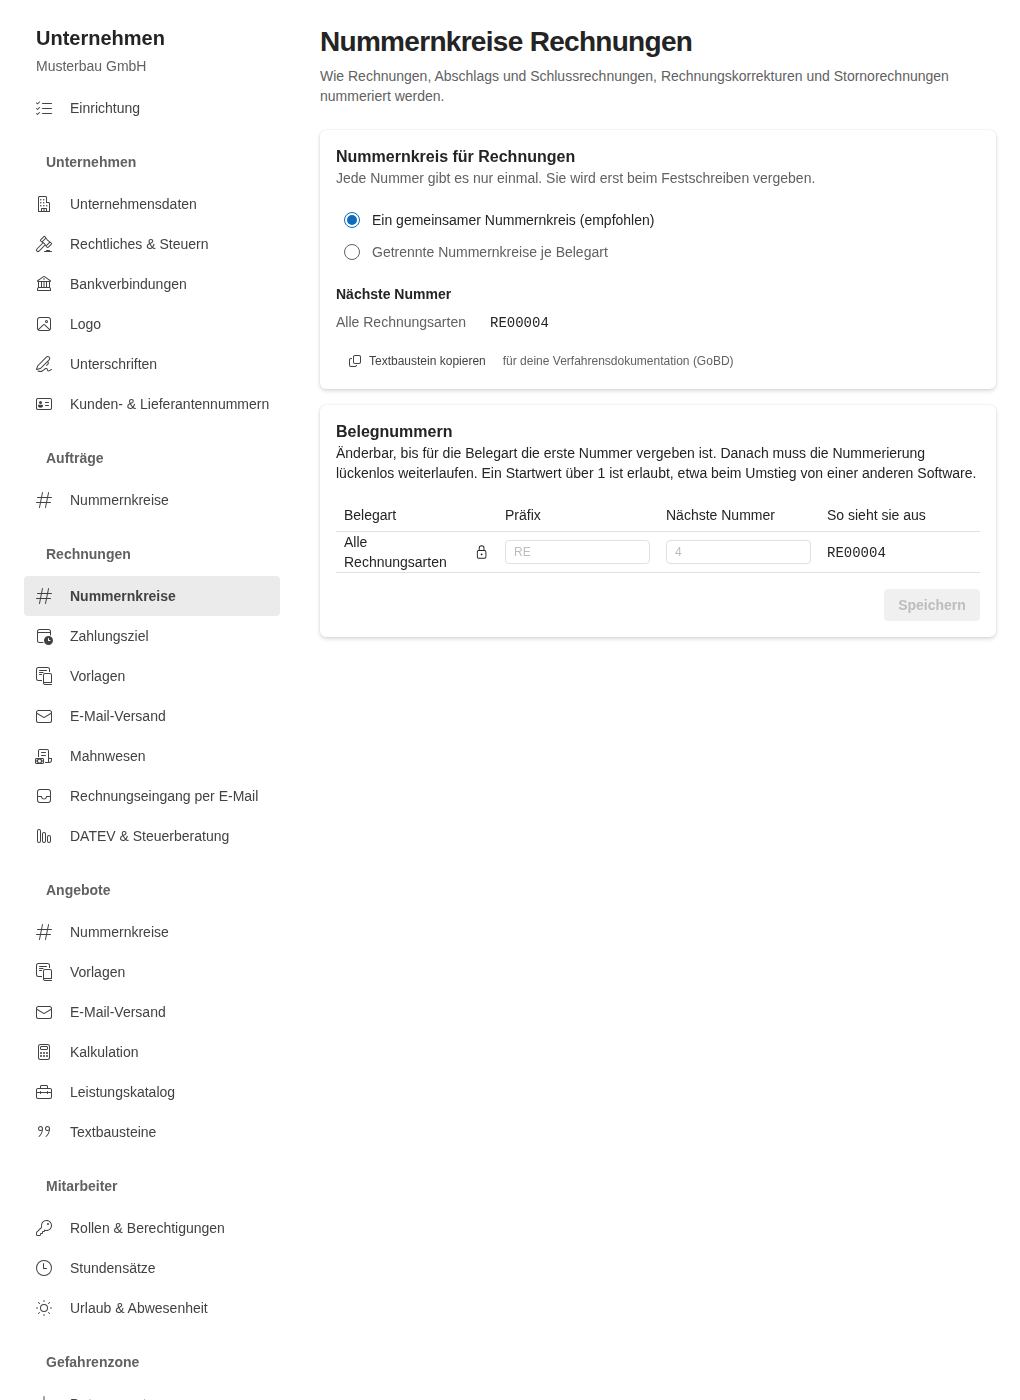 Unternehmen
Musterbau GmbH
Einrichtung
Unternehmen
Unternehmensdaten
Rechtliches & Steuern
Bankverbindungen
Logo
Unterschriften
Kunden- & Lieferantennummern
Aufträge
Nummernkreise
Rechnungen
Nummernkreise
Zahlungsziel
Vorlagen
E-Mail-Versand
Mahnwesen
Rechnungseingang per E-Mail
DATEV & Steuerberatung
Angebote
Nummernkreise
Vorlagen
E-Mail-Versand
Kalkulation
Leistungskatalog
Textbausteine
Mitarbeiter
Rollen & Berechtigungen
Stundensätze
Urlaub & Abwesenheit
Gefahrenzone
Nummernkreise Rechnungen
Wie Rechnungen, Abschlags und Schlussrechnungen, Rechnungskorrekturen und Stornorechnungen
nummeriert werden.
Nummernkreis für Rechnungen
Jede Nummer gibt es nur einmal. Sie wird erst beim Festschreiben vergeben.
Ein gemeinsamer Nummernkreis (empfohlen)
Getrennte Nummernkreise je Belegart
Nächste Nummer
Alle Rechnungsarten RE00004
Textbaustein kopieren für deine Verfahrensdokumentation (GoBD)
Belegnummern
Änderbar, bis für die Belegart die erste Nummer vergeben ist. Danach muss die Nummerierung
lückenlos weiterlaufen. Ein Startwert über 1 ist erlaubt, etwa beim Umstieg von einer anderen Software.
Belegart Präfix Nächste Nummer So sieht sie aus
Alle
Rechnungsarten RE 4 RE00004
Speichern